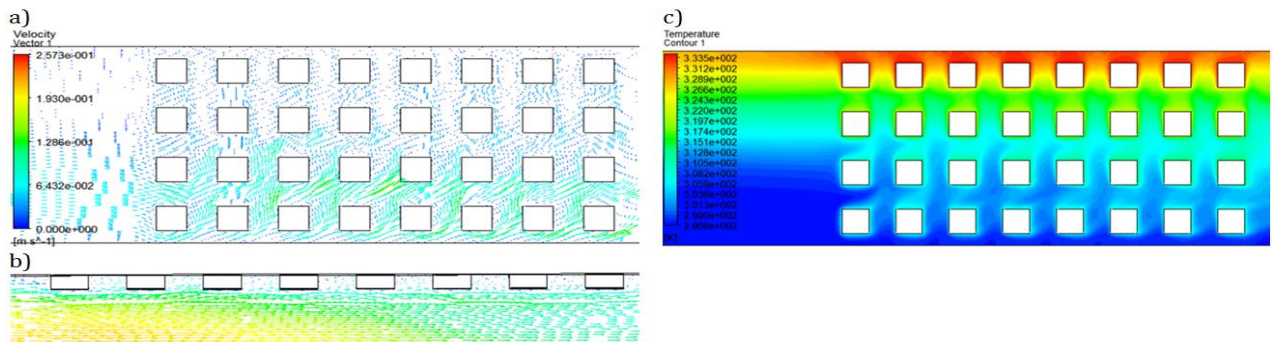 a)
Velocity
Vector 1
2.573e-001
1.930e-001
1.286e-001
6.432e-002
0.000e+000
[m s^-1]
b)
c)
Temperature
Contour 1
3.335e+002
3.312e+002
3.289e+002
3.266e+002
3.243e+002
3.220e+002
3.197e+002
3.174e+002
3.151e+002
3.128e+002
3.105e+002
3.082e+002
3.059e+002
3.036e+002
3.013e+002
2.990e+002
2.966e+002
[K]